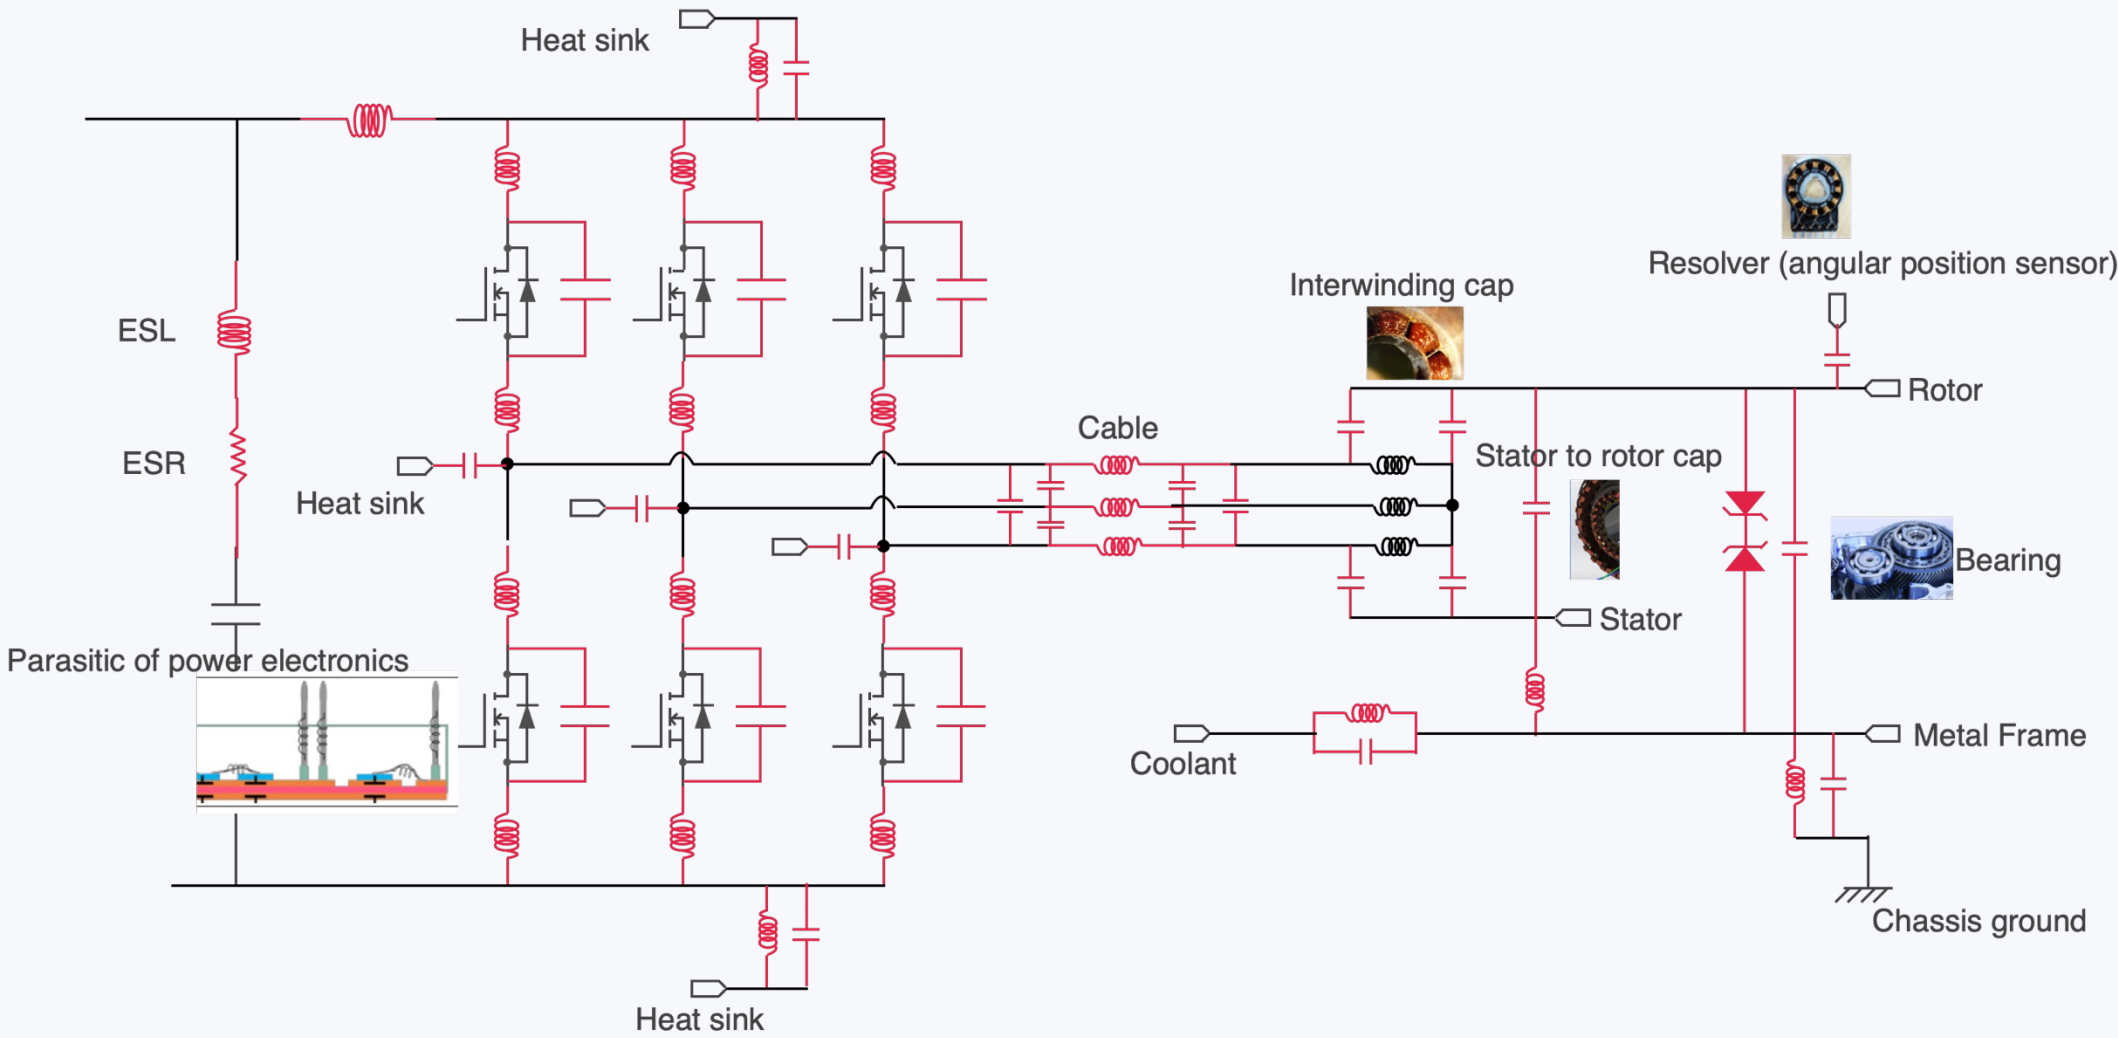 Heat sink
Resolver (angular position sensor)
Interwinding cap
ESL
Rotor
Cable
Stator to rotor cap
ESR
Heat sink
Bearing
Stator
Parasitic of power electronics
Metal Frame
Coolant
Chassis ground
Heat sink